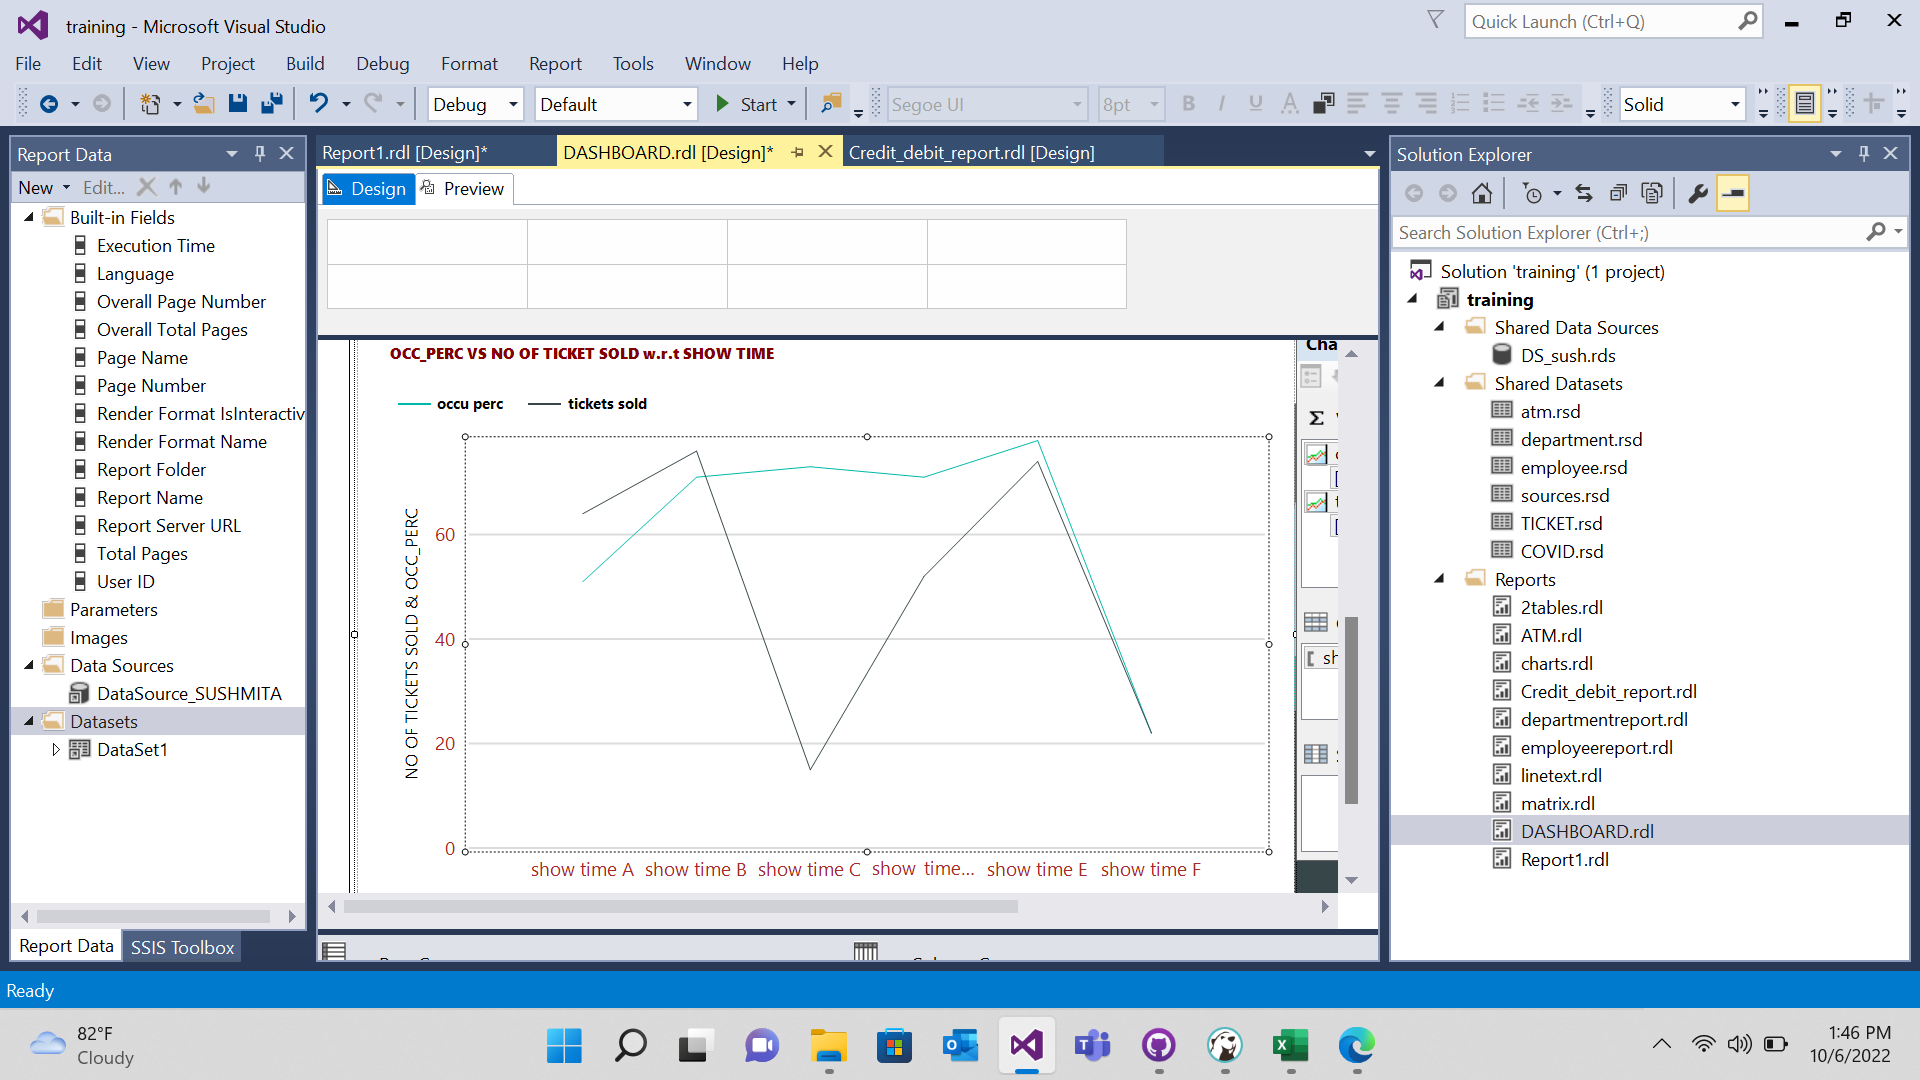 training - Microsoft Visual Studio
Quick Launch (Ctrl+Q)
File Edit View Project Build Debug Format Report Tools Window Help
Debug Default Start Segoe UI 8pt B I U A Solid
Report Data
New Edit...
Built-in Fields
Execution Time
Language
Overall Page Number
Overall Total Pages
Page Name
Page Number
Render Format IsInteractiv
Render Format Name
Report Folder
Report Name
Report Server URL
Total Pages
User ID
Parameters
Images
Data Sources
DataSource_SUSHMITA
Datasets
DataSet1
Report Data SSIS Toolbox
Report1.rdl [Design]* DASHBOARD.rdl [Design]* Credit_debit_report.rdl [Design]
Design Preview
OCC_PERC VS NO OF TICKET SOLD w.r.t SHOW TIME
occu perc tickets sold
NO OF TICKETS SOLD & OCC_PERC
60
40
20
0
show time A show time B show time C show time... show time E show time F
Cha
Σ
sh
Solution Explorer
Search Solution Explorer (Ctrl+;)
Solution 'training' (1 project)
training
Shared Data Sources
DS_sush.rds
Shared Datasets
atm.rsd
department.rsd
employee.rsd
sources.rsd
TICKET.rsd
COVID.rsd
Reports
2tables.rdl
ATM.rdl
charts.rdl
Credit_debit_report.rdl
departmentreport.rdl
employeereport.rdl
linetext.rdl
matrix.rdl
DASHBOARD.rdl
Report1.rdl
Ready
82°F
Cloudy
1:46 PM
10/6/2022